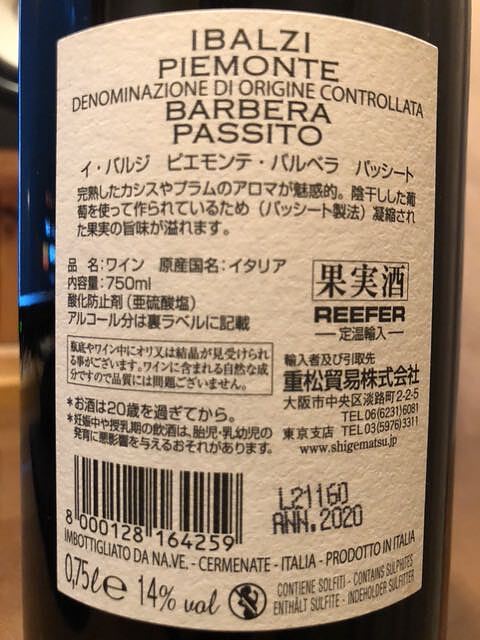 IBALZI
PIEMONTE
DENOMINAZIONE DI ORIGINE CONTROLLATA
BARBERA
PASSITO
イ・バルジ ピエモンテ・バルベラ パッシート
完熟したカシスやプラムのアロマが魅惑的。陰干しした葡
萄を使って作られているため（パッシート製法）凝縮され
た果実の旨味が溢れます。
品 名:ワイン 原産国名:イタリア
内容量:750ml
酸化防止剤（亜硫酸塩）
アルコール分は裏ラベルに記載
果実酒
REEFER
定温輸入
瓶底やワイン中にオリ又は結晶が見受けられ
る事がございます。ワインに含まれる自然な成
分ですので品質には問題ございません。
*お酒は20歳を過ぎてから。
*妊娠中や授乳期の飲酒は、胎児・乳幼児の
発育に悪影響を与えるおそれがあります。
輸入者及び引取先
重松貿易株式会社
大阪市中央区淡路町2-2-5
TEL 06(6231)6081
東京支店 TEL 03(5976)3311
www.shigematsu.jp
8 000128 164259
L21160
ANN.2020
IMBOTTIGLIATO DA NA.VE. - CERMENATE - ITALIA - PRODOTTO IN ITALIA
0,75ℓ e 14% vol
CONTIENE SOLFITI - CONTAINS SULPHITES
ENTHÄLT SULFITE - INDEHOLDER SULFITTER